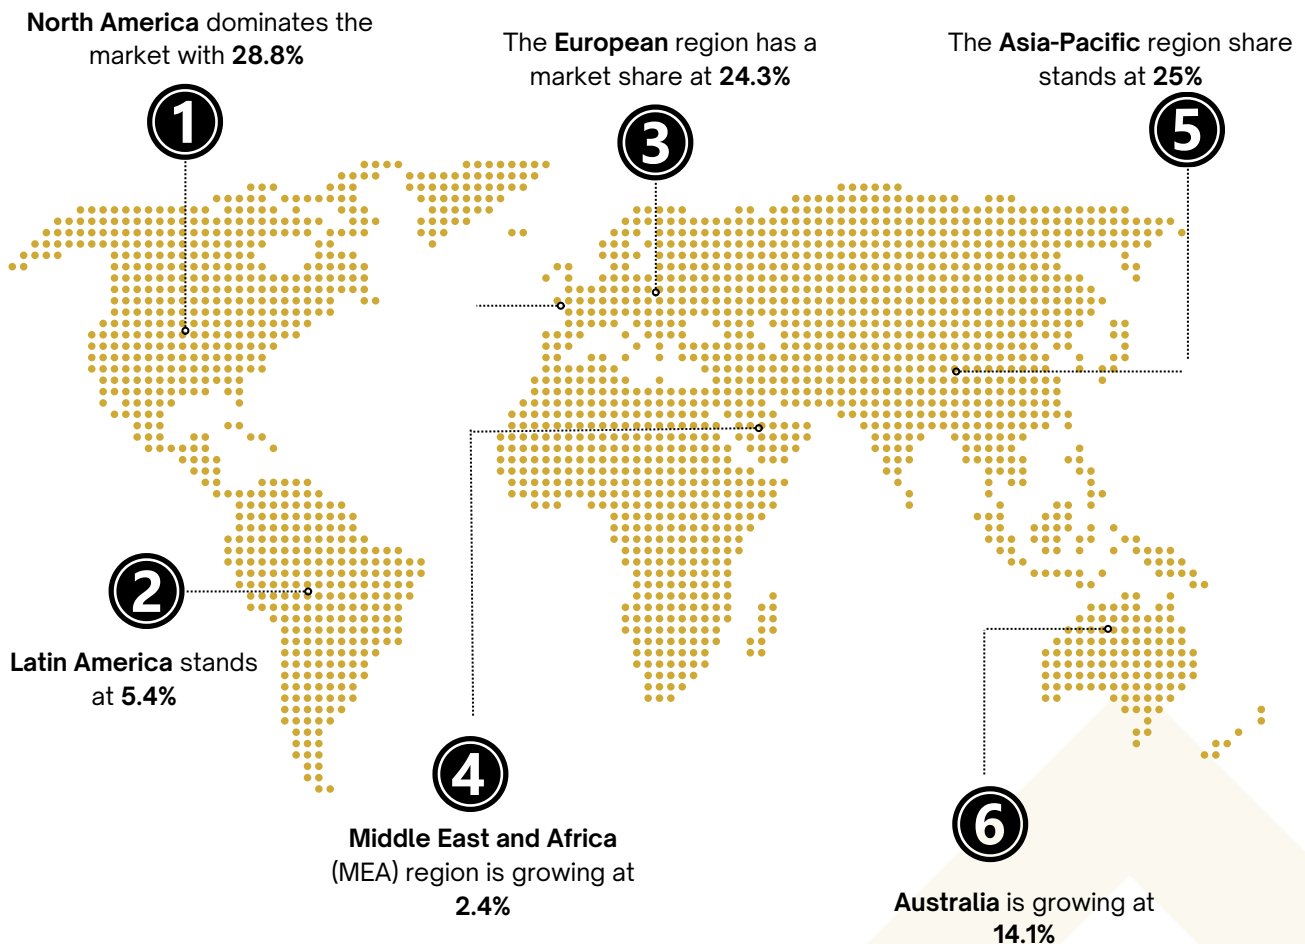 North America dominates the
market with 28.8%
1
The European region has a
market share at 24.3%
3
The Asia-Pacific region share
stands at 25%
5
2
Latin America stands
at 5.4%
4
Middle East and Africa
(MEA) region is growing at
2.4%
6
Australia is growing at
14.1%